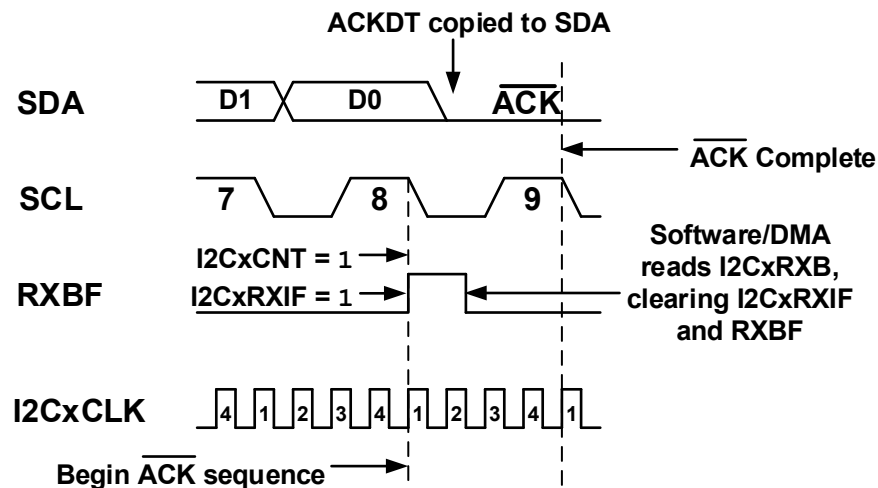 ACKDT copied to SDA
SDA
D1
D0
ACK
ACK Complete
SCL
7
8
9
Software/DMA
reads I2CxRXB,
clearing I2CxRXIF
and RXBF
I2CxCNT = 1
RXBF
I2CxRXIF = 1
I2CxCLK
4 1 2 3 4 1 2 3 4 1
Begin ACK sequence